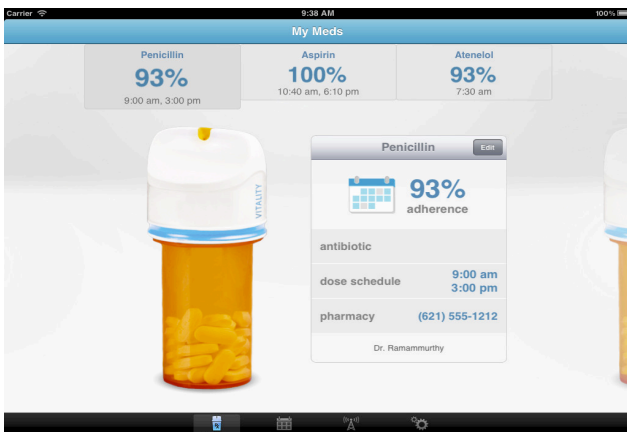 Carrier 9:38 AM 100%
My Meds
Penicillin
93%
9:00 am, 3:00 pm
Aspirin
100%
10:40 am, 6:10 pm
Atenelol
93%
7:30 am
VITALITY
Penicillin Edit
93%
adherence
antibiotic
dose schedule 9:00 am
3:00 pm
pharmacy (621) 555-1212
Dr. Ramammurthy